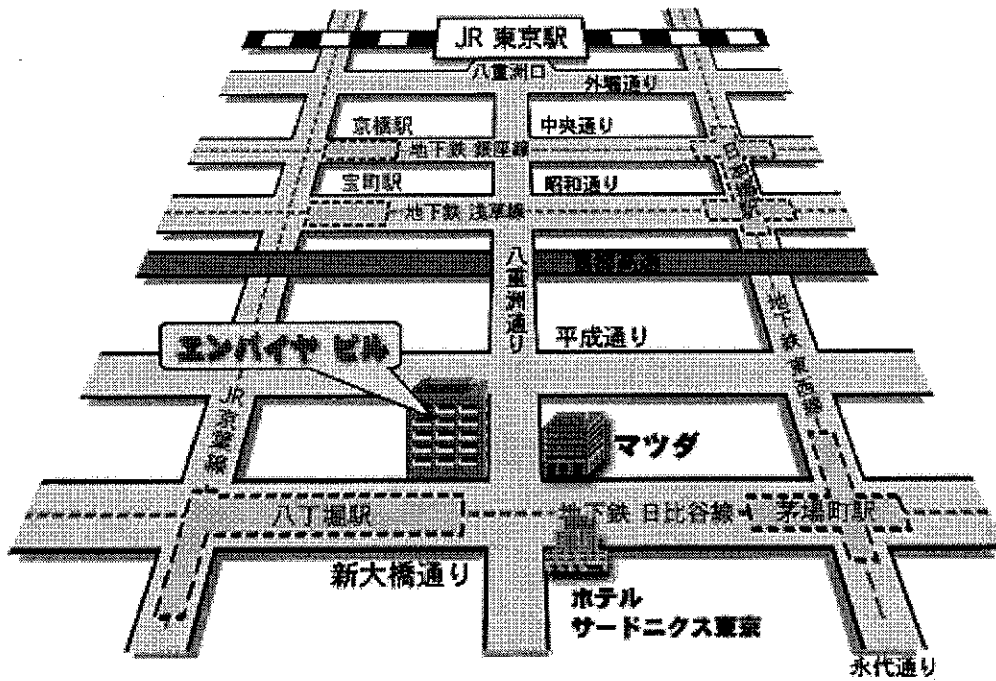 JR 東京駅
八重洲口
外堀通り
京橋駅
中央通り
地下鉄 銀座線
日本橋駅
宝町駅
昭和通り
地下鉄 浅草線
八重洲通り
地下鉄 東西線
平成通り
エンパイヤ ビル
JR 京葉線
マツダ
八丁堀駅
地下鉄 日比谷線
茅場町駅
新大橋通り
ホテル
サードニクス東京
永代通り